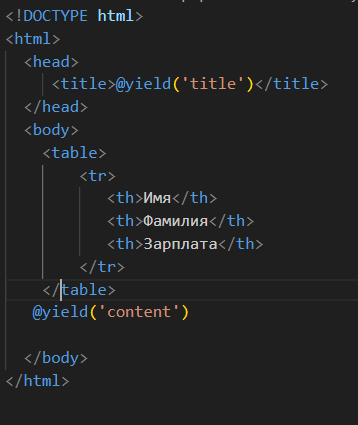 <!DOCTYPE html>
<html>
<head>
<title>@yield('title')</title>
</head>
<body>
<table>
<tr>
<th>Имя</th>
<th>Фамилия</th>
<th>Зарплата</th>
</tr>
</table>
@yield('content')
</body>
</html>